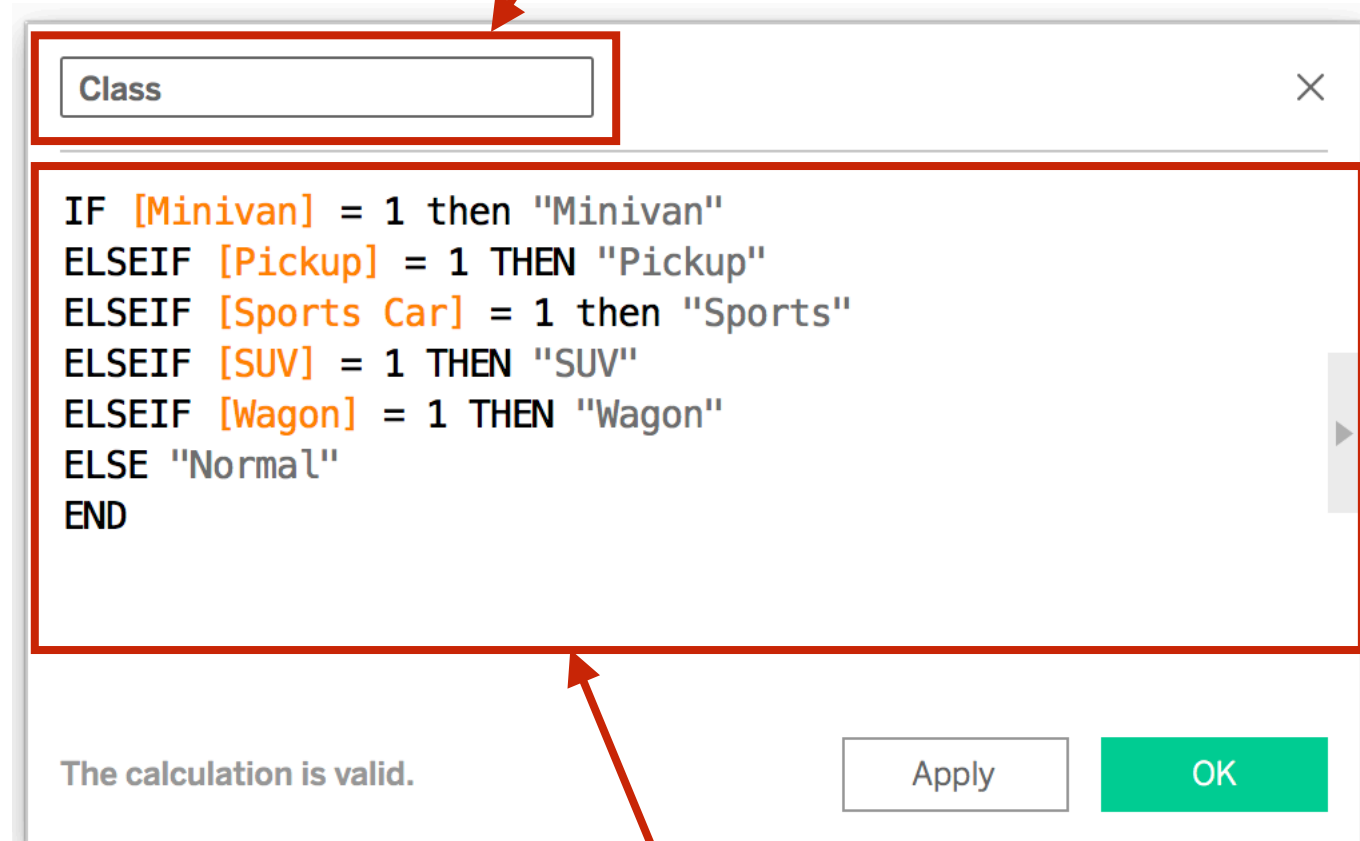 Class
IF [Minivan] = 1 then "Minivan"
ELSEIF [Pickup] = 1 THEN "Pickup"
ELSEIF [Sports Car] = 1 then "Sports"
ELSEIF [SUV] = 1 THEN "SUV"
ELSEIF [Wagon] = 1 THEN "Wagon"
ELSE "Normal"
END
The calculation is valid. Apply OK